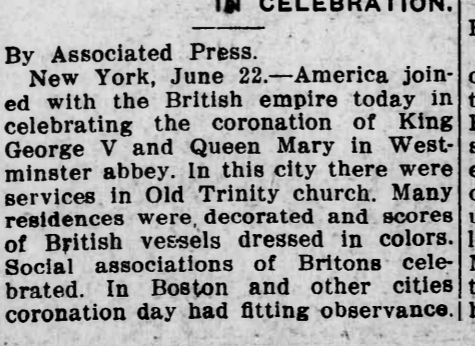 IN CELEBRATION.
By Associated Press.
New York, June 22.—America join-
ed with the British empire today in
celebrating the coronation of King
George V and Queen Mary in West-
minster abbey. In this city there were
services in Old Trinity church. Many
residences were decorated and scores
of British vessels dressed in colors.
Social associations of Britons cele-
brated. In Boston and other cities
coronation day had fitting observance.